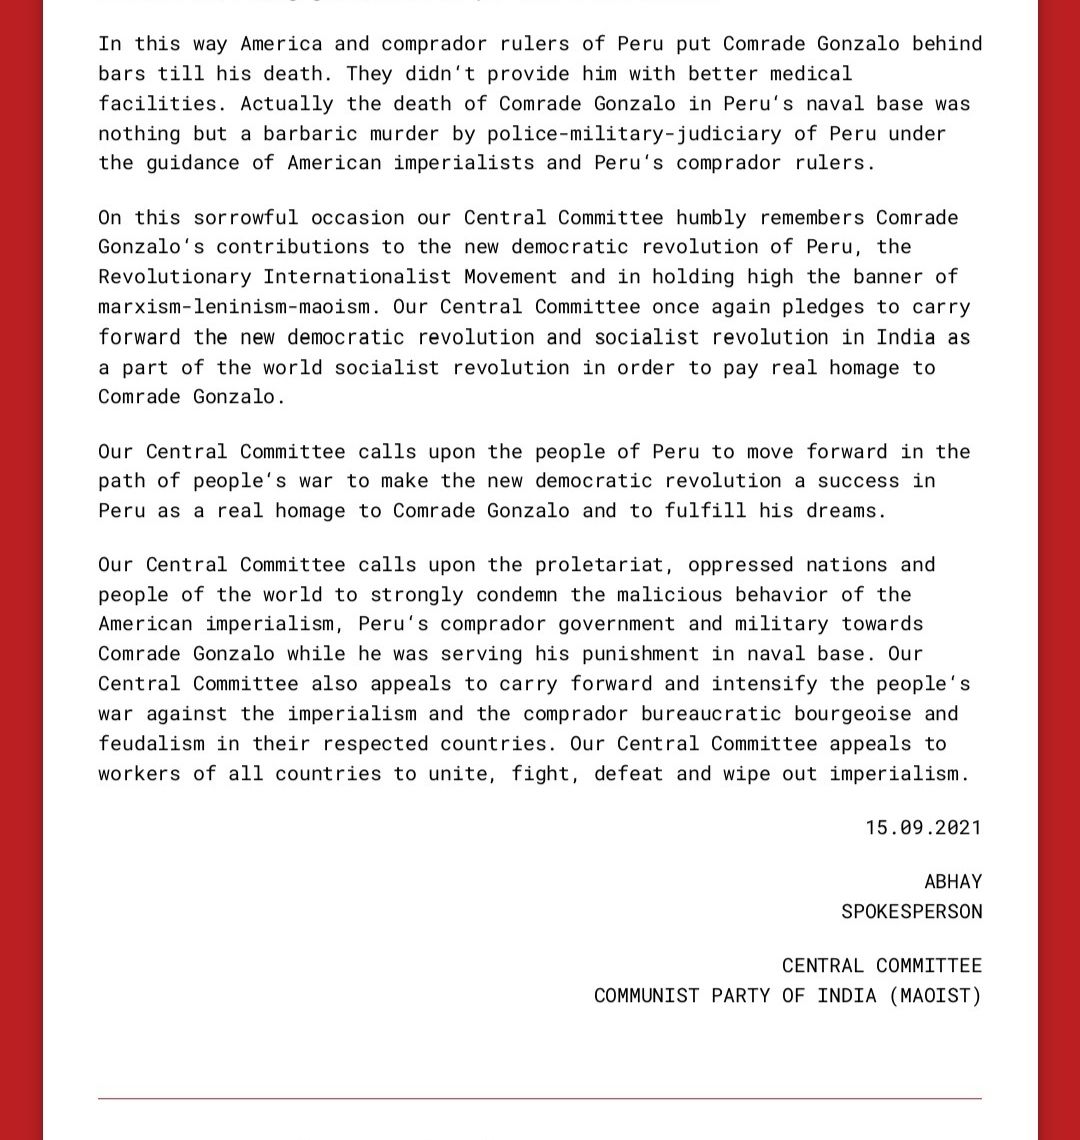 In this way America and comprador rulers of Peru put Comrade Gonzalo behind
bars till his death. They didn‘t provide him with better medical
facilities. Actually the death of Comrade Gonzalo in Peru‘s naval base was
nothing but a barbaric murder by police-military-judiciary of Peru under
the guidance of American imperialists and Peru‘s comprador rulers.
On this sorrowful occasion our Central Committee humbly remembers Comrade
Gonzalo‘s contributions to the new democratic revolution of Peru, the
Revolutionary Internationalist Movement and in holding high the banner of
marxism-leninism-maoism. Our Central Committee once again pledges to carry
forward the new democratic revolution and socialist revolution in India as
a part of the world socialist revolution in order to pay real homage to
Comrade Gonzalo.
Our Central Committee calls upon the people of Peru to move forward in the
path of people‘s war to make the new democratic revolution a success in
Peru as a real homage to Comrade Gonzalo and to fulfill his dreams.
Our Central Committee calls upon the proletariat, oppressed nations and
people of the world to strongly condemn the malicious behavior of the
American imperialism, Peru‘s comprador government and military towards
Comrade Gonzalo while he was serving his punishment in naval base. Our
Central Committee also appeals to carry forward and intensify the people‘s
war against the imperialism and the comprador bureaucratic bourgeoise and
feudalism in their respected countries. Our Central Committee appeals to
workers of all countries to unite, fight, defeat and wipe out imperialism.
15.09.2021
ABHAY
SPOKESPERSON
CENTRAL COMMITTEE
COMMUNIST PARTY OF INDIA (MAOIST)